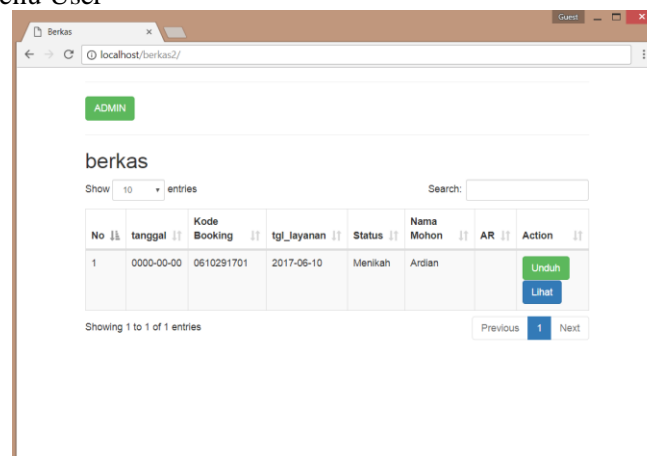 enu User
Guest
Berkas
localhost/berkas2/
ADMIN
berkas
Show 10 entries Search:
No tanggal Kode Booking tgl_layanan Status Nama Mohon AR Action
1 0000-00-00 0610291701 2017-06-10 Menikah Ardian Unduh
Lihat
Showing 1 to 1 of 1 entries Previous 1 Next